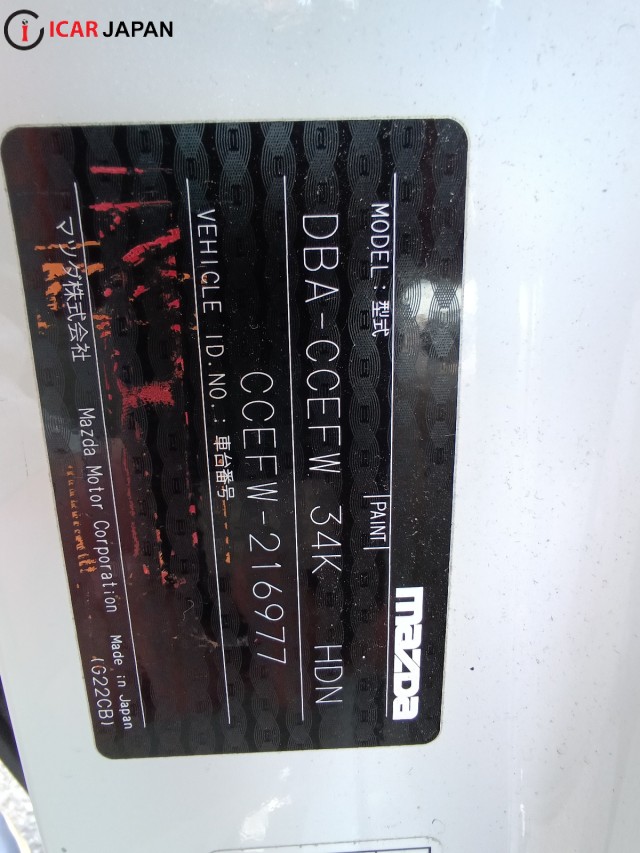 ICAR JAPAN
mazda
MODEL:型式 PAINT
DBA-CCEFW 34K HDN
VEHICLE ID.NO.:車台番号
CCEFW-216977
マツダ株式会社 Mazda Motor Corporation Made in Japan
(G22CB)